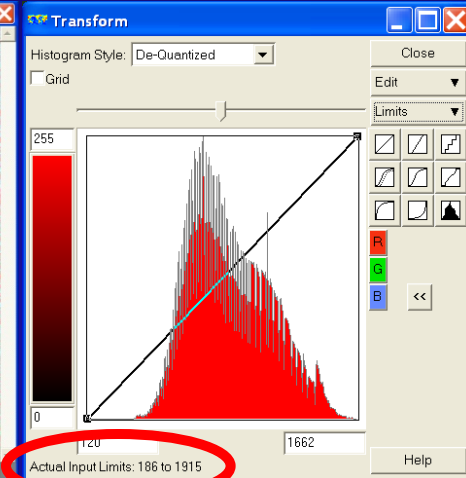 Transform
Histogram Style: De-Quantized
Grid
Close
Edit
Limits
255
R
G
B <<
0
120 1662
Actual Input Limits: 186 to 1915
Help